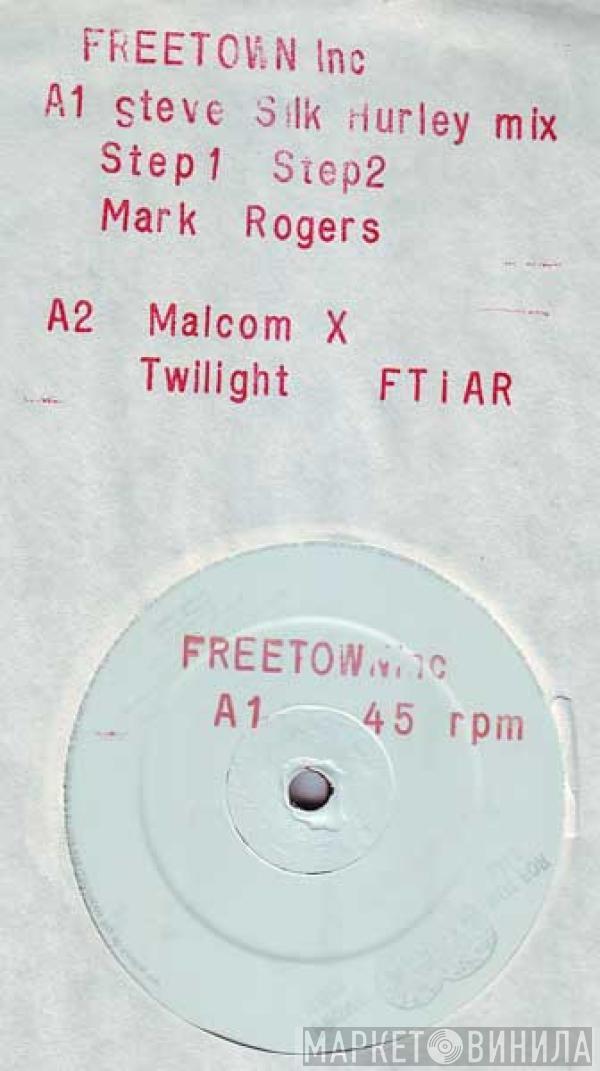 FREETOWN Inc
A1 Steve Silk Hurley mix
Step1 Step2
Mark Rogers
A2 Malcom X
Twilight FTiAR
FREETOWN Inc
A1 45 rpm
МАРКЕТ ВИНИЛА